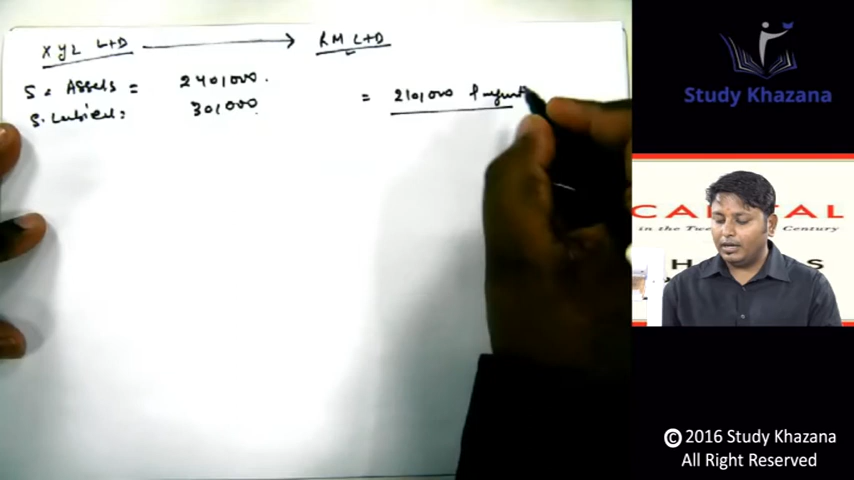 XYZ LTD → RM LTD
S. Assets = 240,000.
S. Liabilities = 30,000 = 210,000 Payment
Study Khazana
CAPITAL
in the Twe Century
H S
© 2016 Study Khazana
All Right Reserved